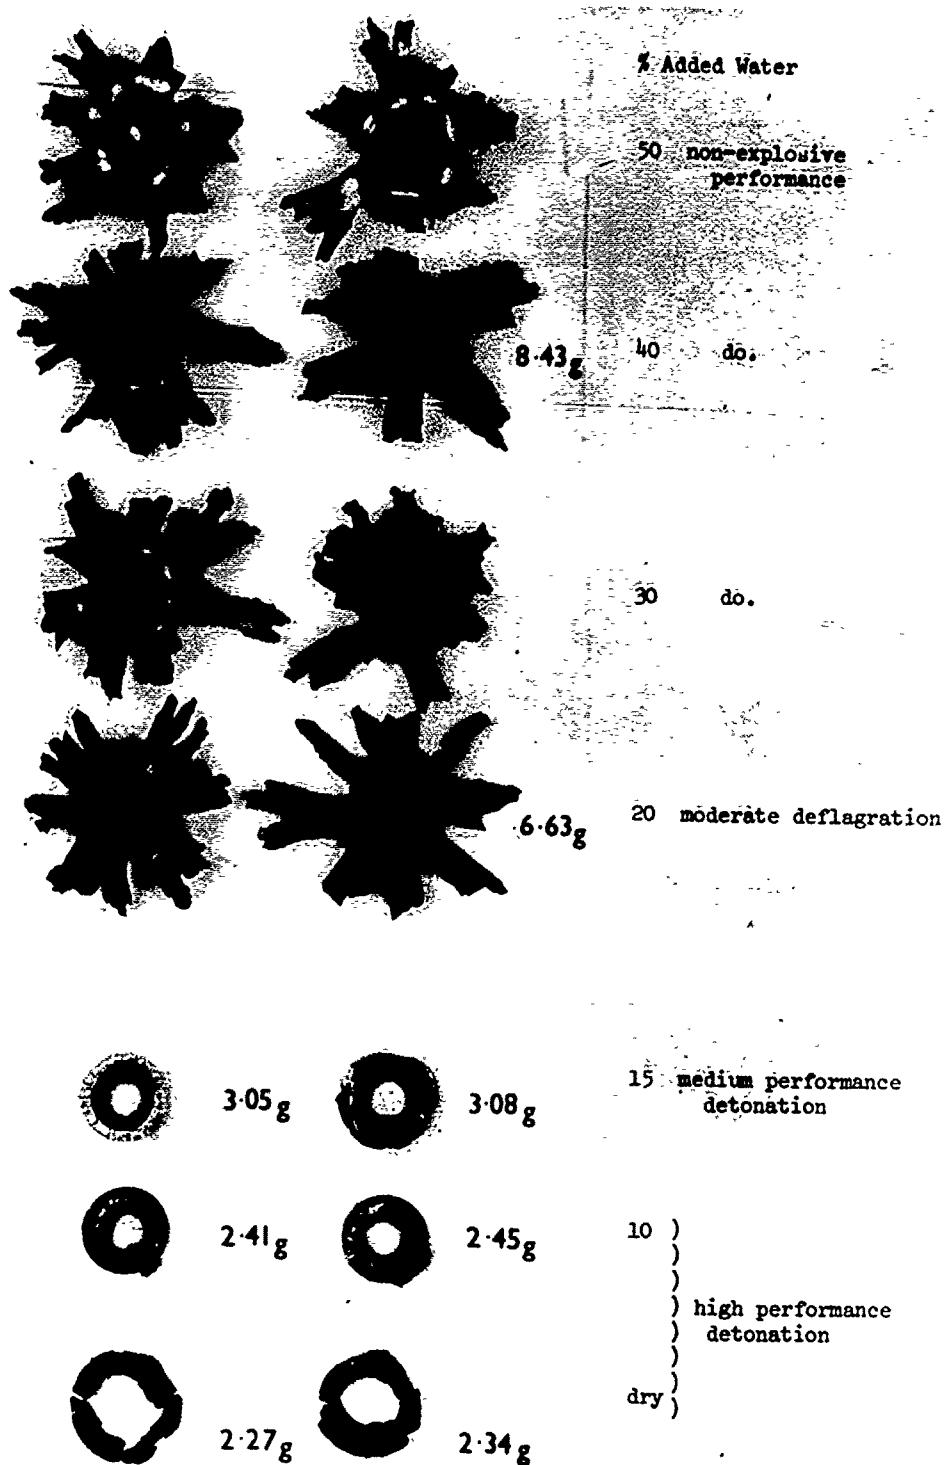 % Added Water
50 non-explosive
performance
8·43g 40 do.
30 do.
6·63g 20 moderate deflagration
3·05g 3·08g 15 medium performance
detonation
2·41g 2·45g 10 )
)
)
) high performance
) detonation
)
)
dry )
2·27g 2·34g